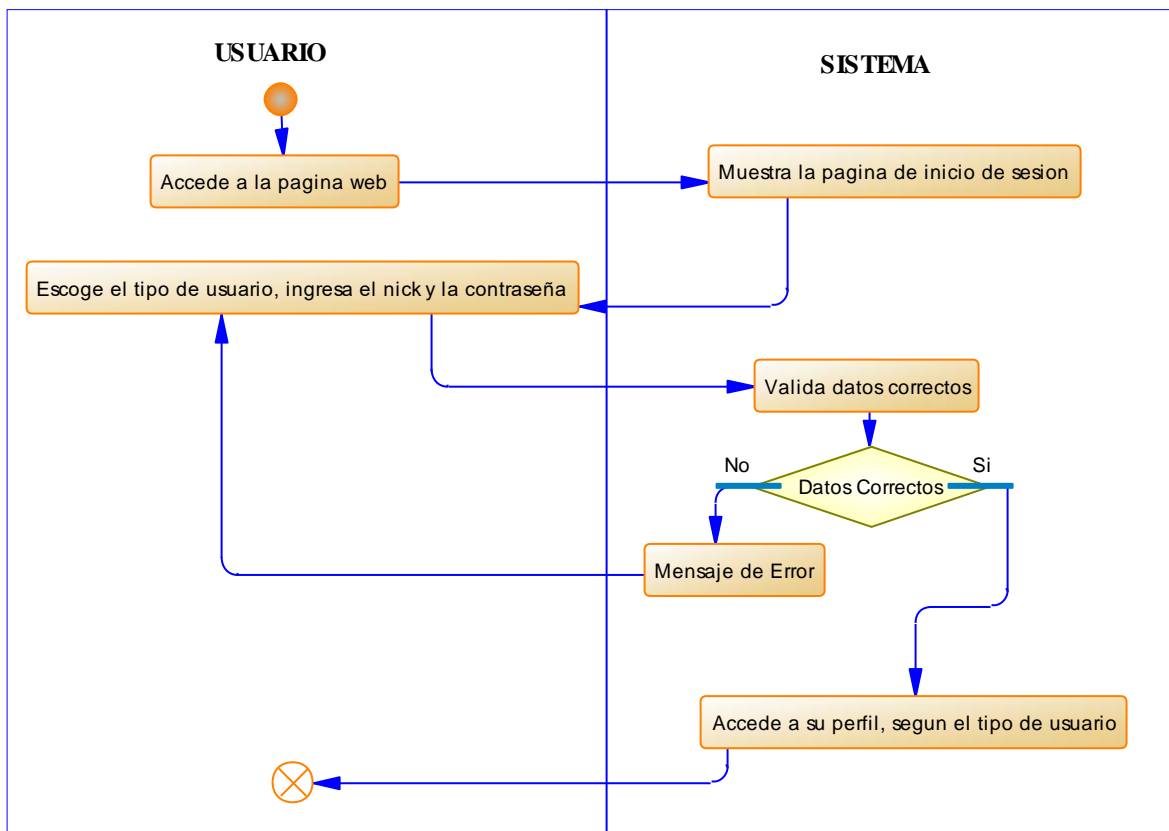 USUARIO
SISTEMA
Accede a la pagina web
Muestra la pagina de inicio de sesion
Escoge el tipo de usuario, ingresa el nick y la contraseña
Valida datos correctos
No
Si
Datos Correctos
Mensaje de Error
Accede a su perfil, segun el tipo de usuario